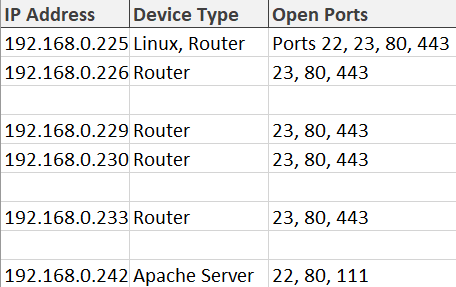 IP Address Device Type Open Ports
192.168.0.225 Linux, Router Ports 22, 23, 80, 443
192.168.0.226 Router 23, 80, 443
192.168.0.229 Router 23, 80, 443
192.168.0.230 Router 23, 80, 443
192.168.0.233 Router 23, 80, 443
192.168.0.242 Apache Server 22, 80, 111